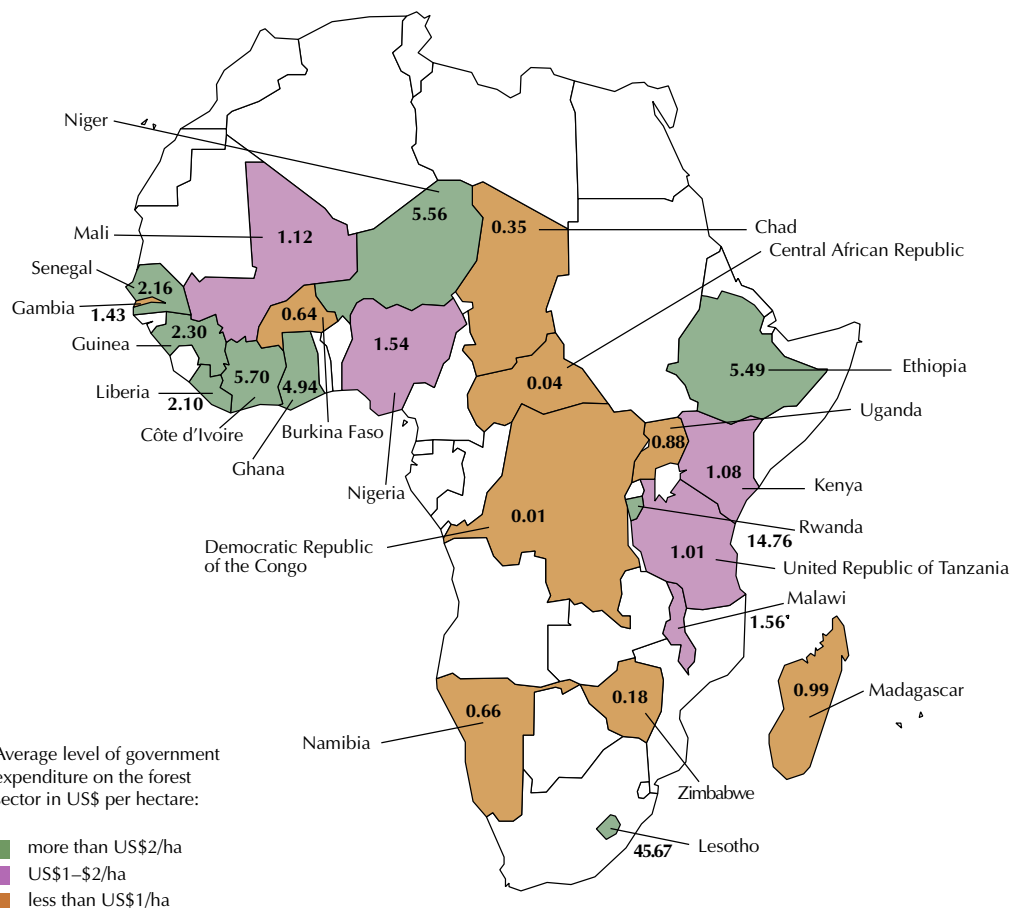 Niger
5.56
0.35
Chad
Mali
1.12
Central African Republic
Senegal
2.16
Gambia
1.43
0.64
2.30
1.54
Guinea
5.49
Ethiopia
5.70
4.94
0.04
Liberia
2.10
Uganda
0.88
Côte d'Ivoire
Burkina Faso
Ghana
1.08
Kenya
Nigeria
0.01
Rwanda
14.76
Democratic Republic
of the Congo
1.01
United Republic of Tanzania
Malawi
1.56
0.66
0.18
0.99
Madagascar
Namibia
Zimbabwe
Average level of government
expenditure on the forest
sector in US$ per hectare:
more than US$2/ha
US$1–$2/ha
less than US$1/ha
Lesotho
45.67